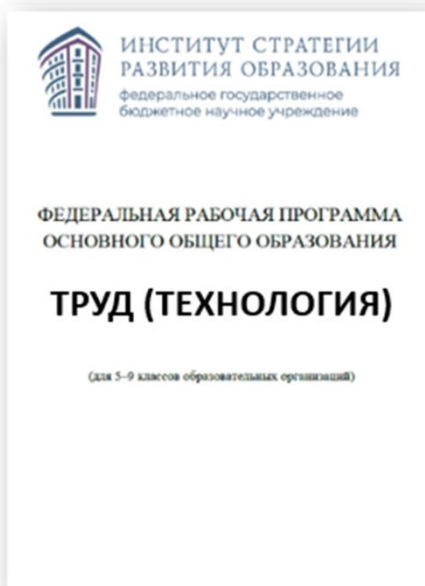 ИНСТИТУТ СТРАТЕГИИ
РАЗВИТИЯ ОБРАЗОВАНИЯ
федеральное государственное
бюджетное научное учреждение
ФЕДЕРАЛЬНАЯ РАБОЧАЯ ПРОГРАММА
ОСНОВНОГО ОБЩЕГО ОБРАЗОВАНИЯ
ТРУД (ТЕХНОЛОГИЯ)
(для 5–9 классов образовательных организаций)